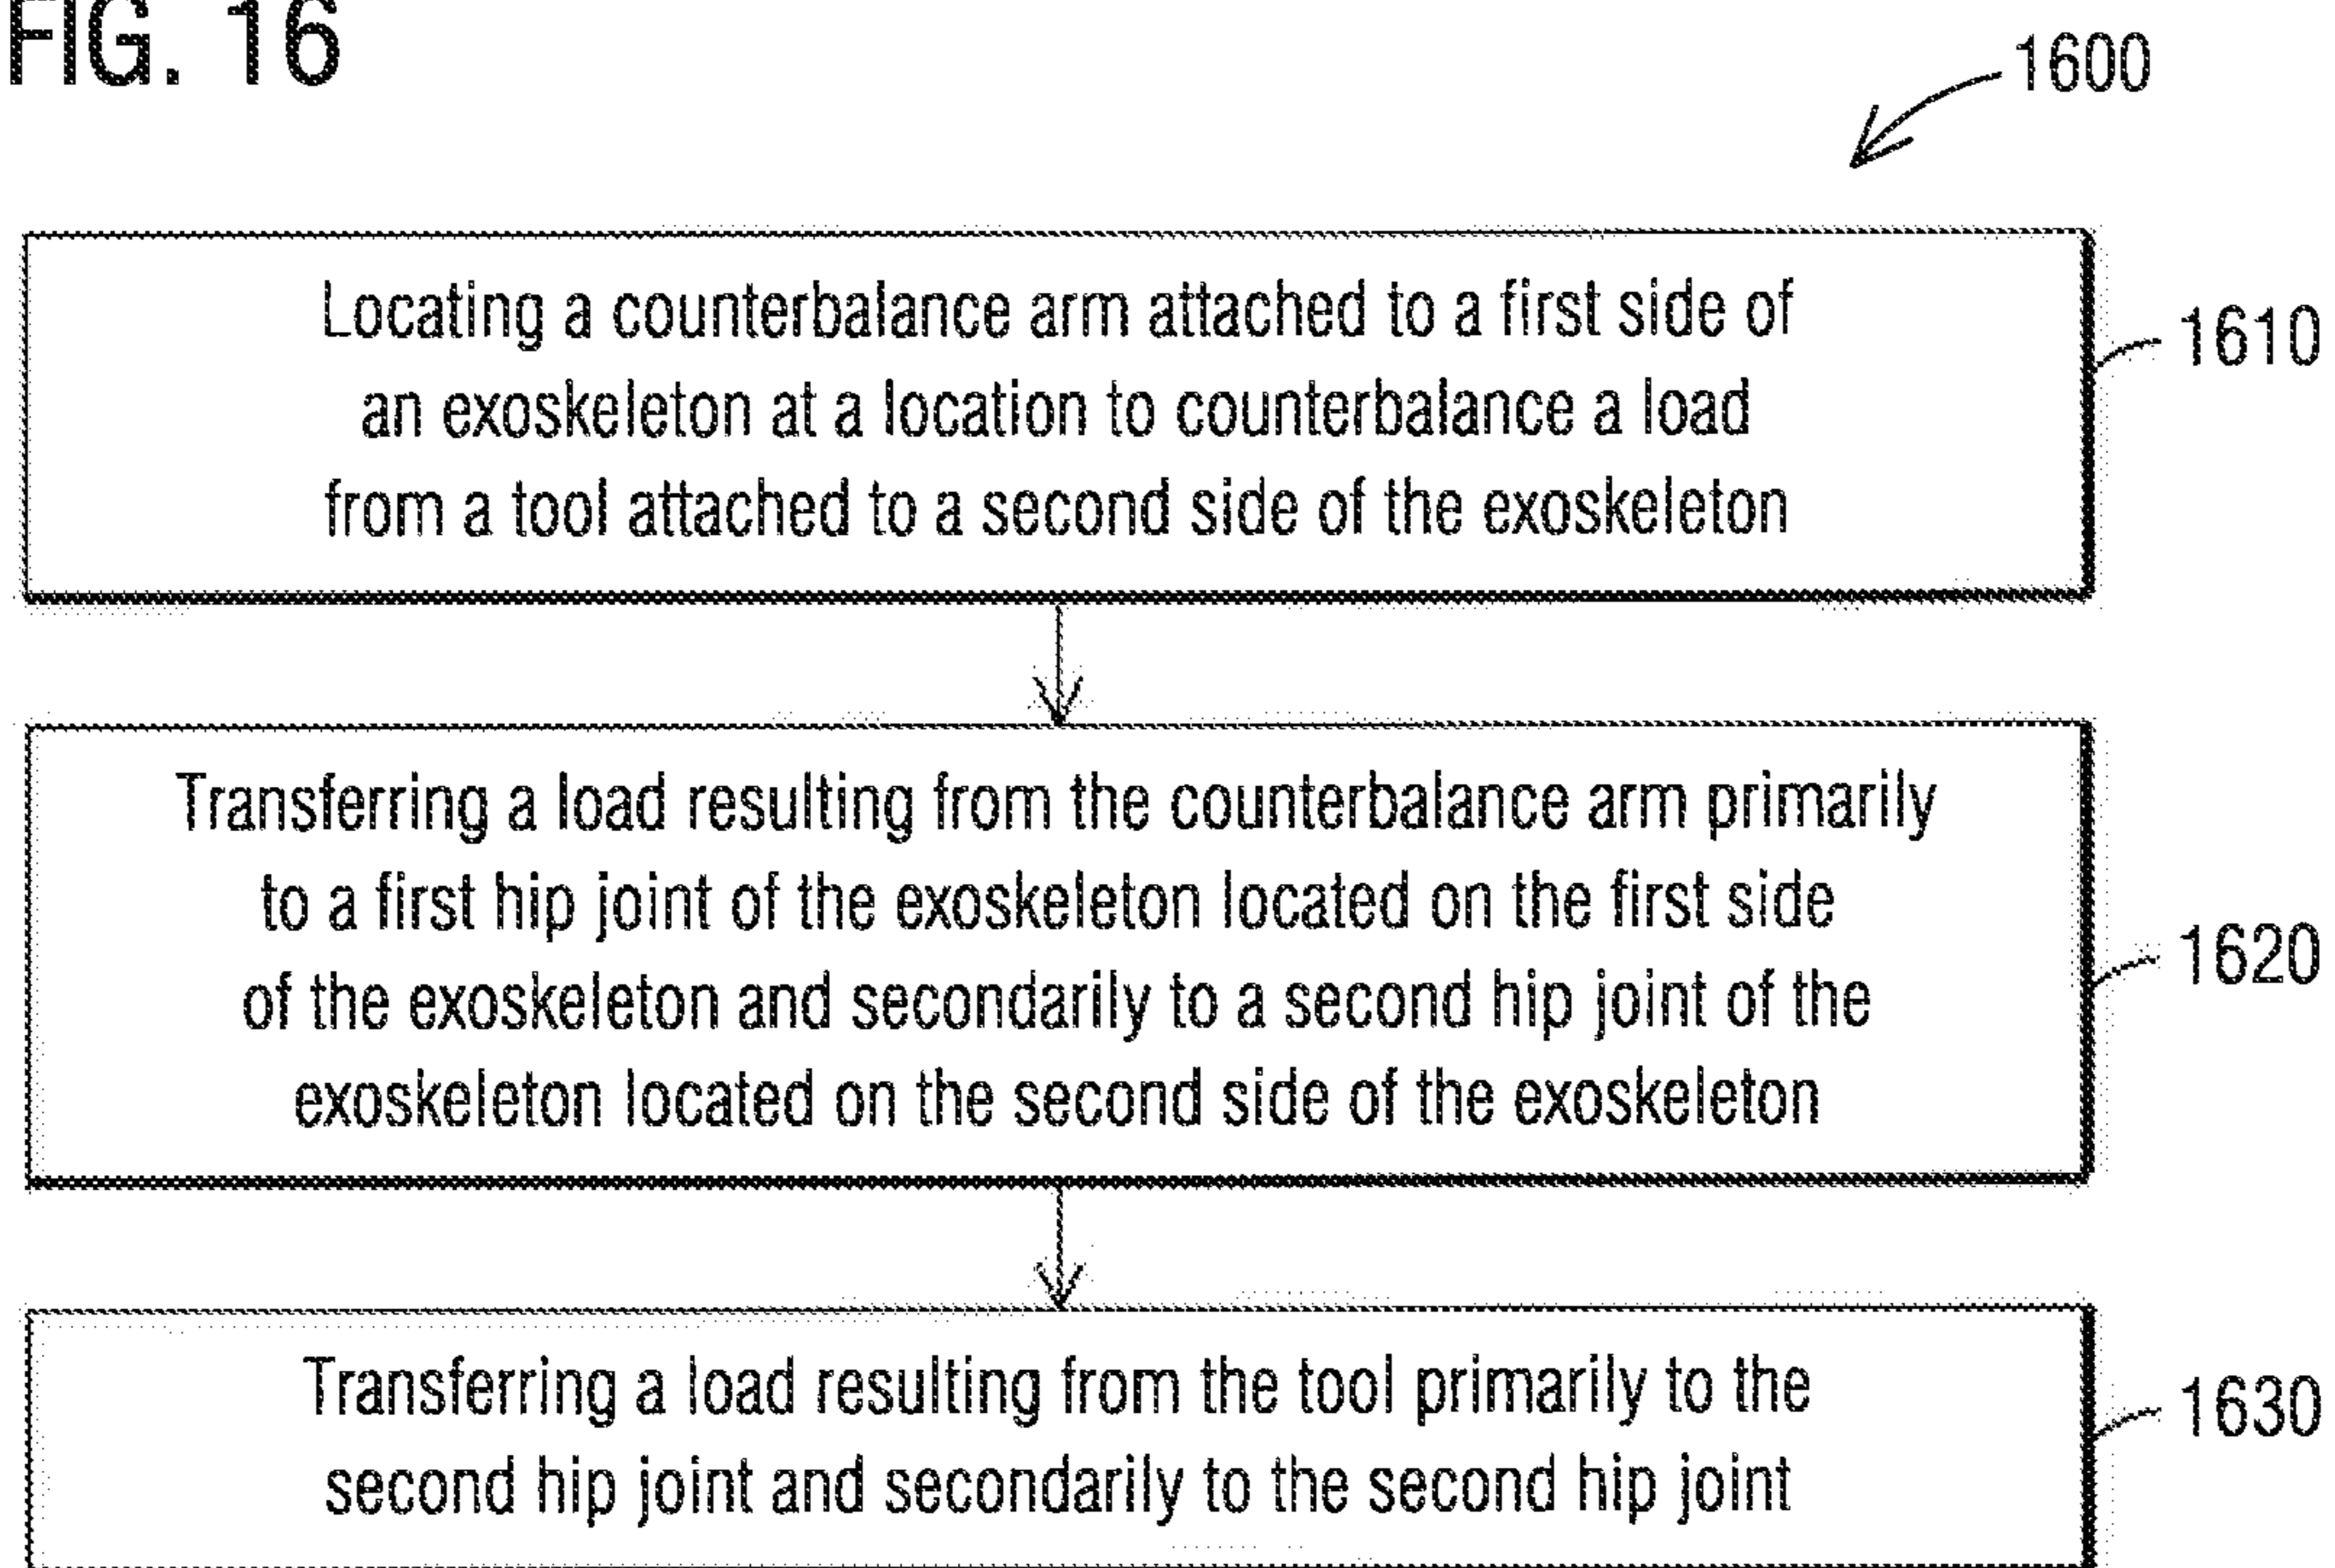 FIG. 16
1600
Locating a counterbalance arm attached to a first side of
an exoskeleton at a location to counterbalance a load
from a tool attached to a second side of the exoskeleton
1610
Transferring a load resulting from the counterbalance arm primarily
to a first hip joint of the exoskeleton located on the first side
of the exoskeleton and secondarily to a second hip joint of the
exoskeleton located on the second side of the exoskeleton
1620
Transferring a load resulting from the tool primarily to the
second hip joint and secondarily to the second hip joint
1630